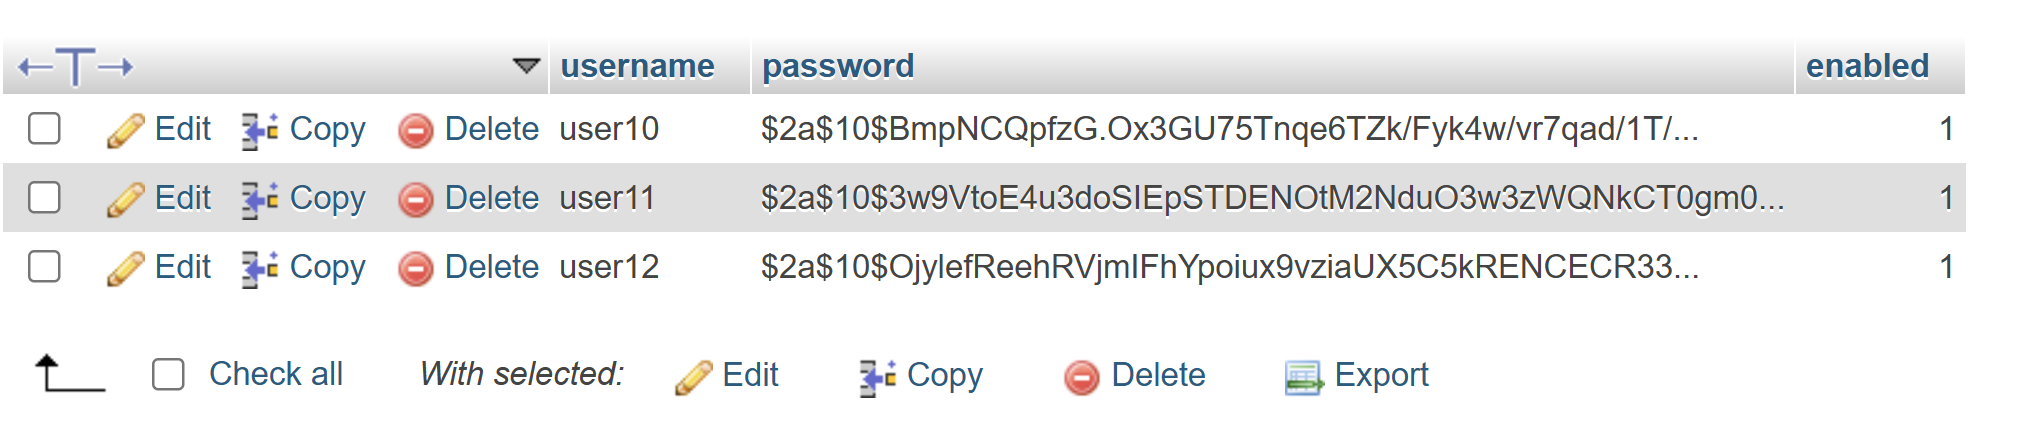 ←T→ username password enabled
Edit Copy Delete user10 $2a$10$BmpNCQpfzG.Ox3GU75Tnqe6TZk/Fyk4w/vr7qad/1T/... 1
Edit Copy Delete user11 $2a$10$3w9VtoE4u3doSIEpSTDENOtM2NduO3w3zWQNkCT0gm0... 1
Edit Copy Delete user12 $2a$10$OjylefReehRVjmIFhYpoiux9vziaUX5C5kRENCECR33... 1
Check all With selected: Edit Copy Delete Export